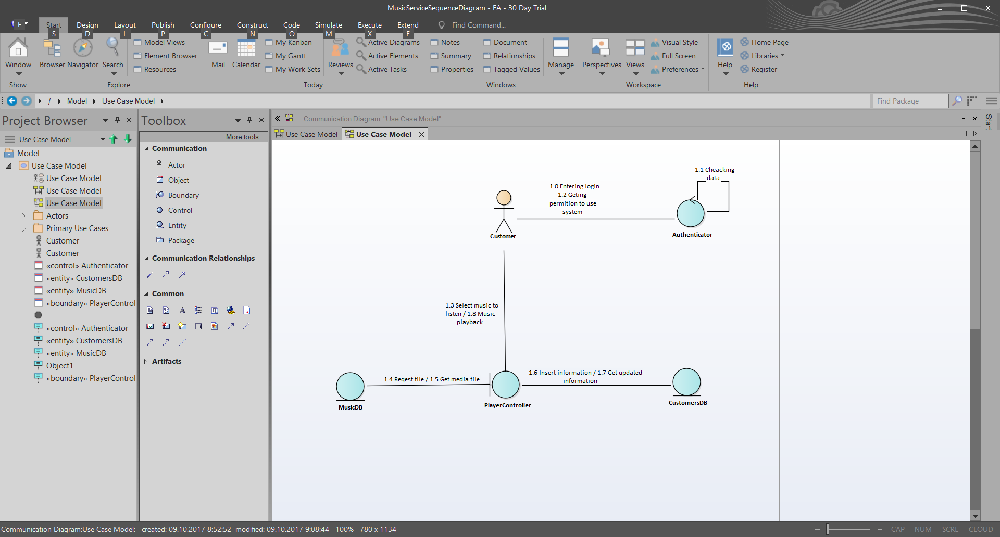 MusicServiceSequenceDiagram - EA - 30 Day Trial
F
Start Design Layout Publish Configure Construct Code Simulate Execute Extend Find Command...
S D L P C N O M X E
Window
Show
Browser Navigator Search
Model Views
Element Browser
Resources
Explore
Mail Calendar
My Kanban
My Gantt
My Work Sets
Reviews
Active Diagrams
Active Elements
Active Tasks
Today
Notes
Summary
Properties
Document
Relationships
Tagged Values
Windows
Manage
Perspectives Views
Visual Style
Full Screen
Preferences
Workspace
Help
Home Page
Libraries
Register
Help
/ Model Use Case Model
Find Package
Project Browser
Use Case Model
Model
Use Case Model
Use Case Model
Use Case Model
Use Case Model
Actors
Primary Use Cases
Customer
Customer
«control» Authenticator
«entity» CustomersDB
«entity» MusicDB
«boundary» PlayerControl
«control» Authenticator
«entity» CustomersDB
«entity» MusicDB
Object1
«boundary» PlayerControl
Toolbox
More tools...
Communication
Actor
Object
Boundary
Control
Entity
Package
Communication Relationships
Common
Artifacts
Communication Diagram: "Use Case Model"
Use Case Model Use Case Model
Start
1.1 Cheacking
data
1.0 Entering login
1.2 Geting
permition to use
system
Customer
Authenticator
1.3 Select music to
listen / 1.8 Music
playback
1.4 Reqest file / 1.5 Get media file
1.6 Insert information / 1.7 Get updated
information
MusicDB
PlayerController
CustomersDB
Communication Diagram:Use Case Model: created: 09.10.2017 8:52:52 modified: 09.10.2017 9:08:44 100% 780 x 1134
CAP NUM SCRL CLOUD